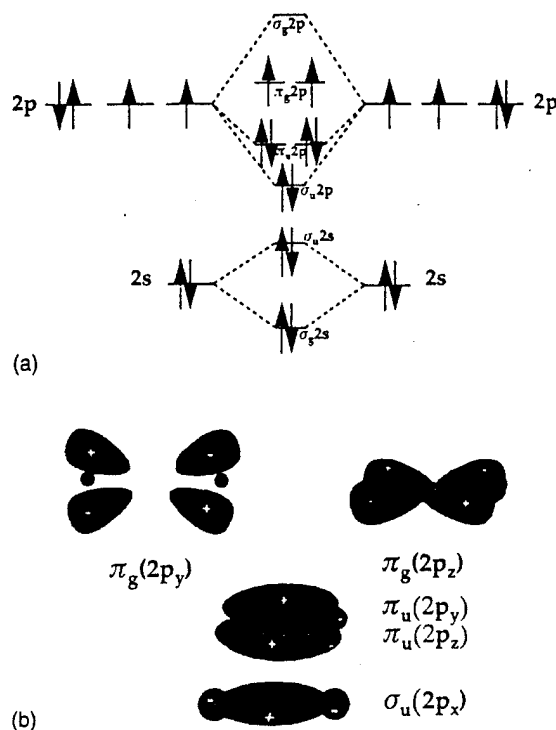 σg2p
πg2p
2p 2p
πu2p
σu2p
σu2s
2s 2s
σg2s
(a)
+ - - -
- + - +
πg(2py) πg(2pz)
+ πu(2py)
-
+ - πu(2pz)
- + - σu(2px)
(b)